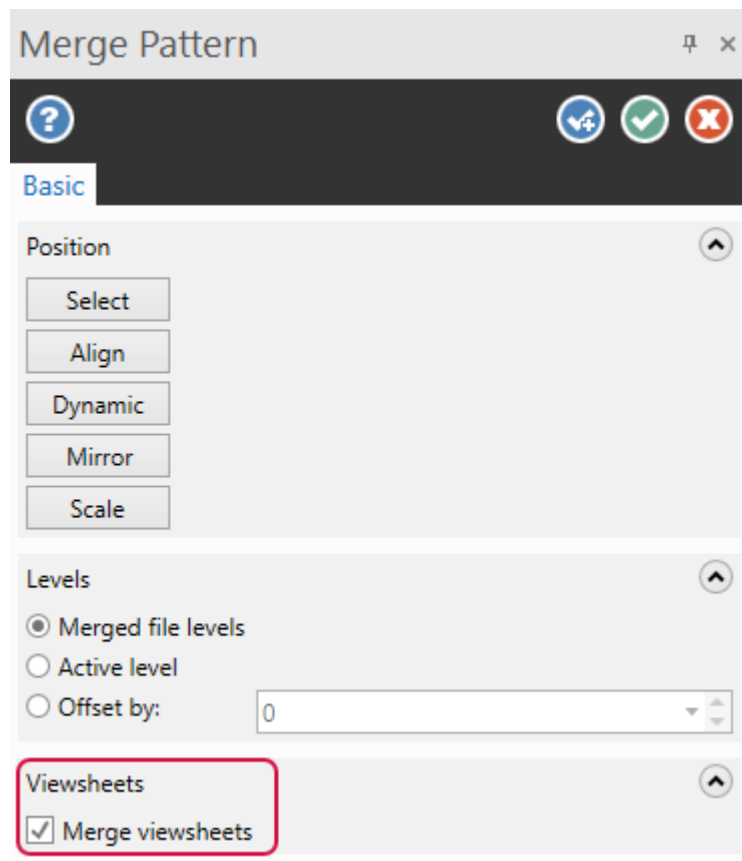 Merge Pattern
Basic
Position
Select
Align
Dynamic
Mirror
Scale
Levels
Merged file levels
Active level
Offset by: 0
Viewsheets
Merge viewsheets